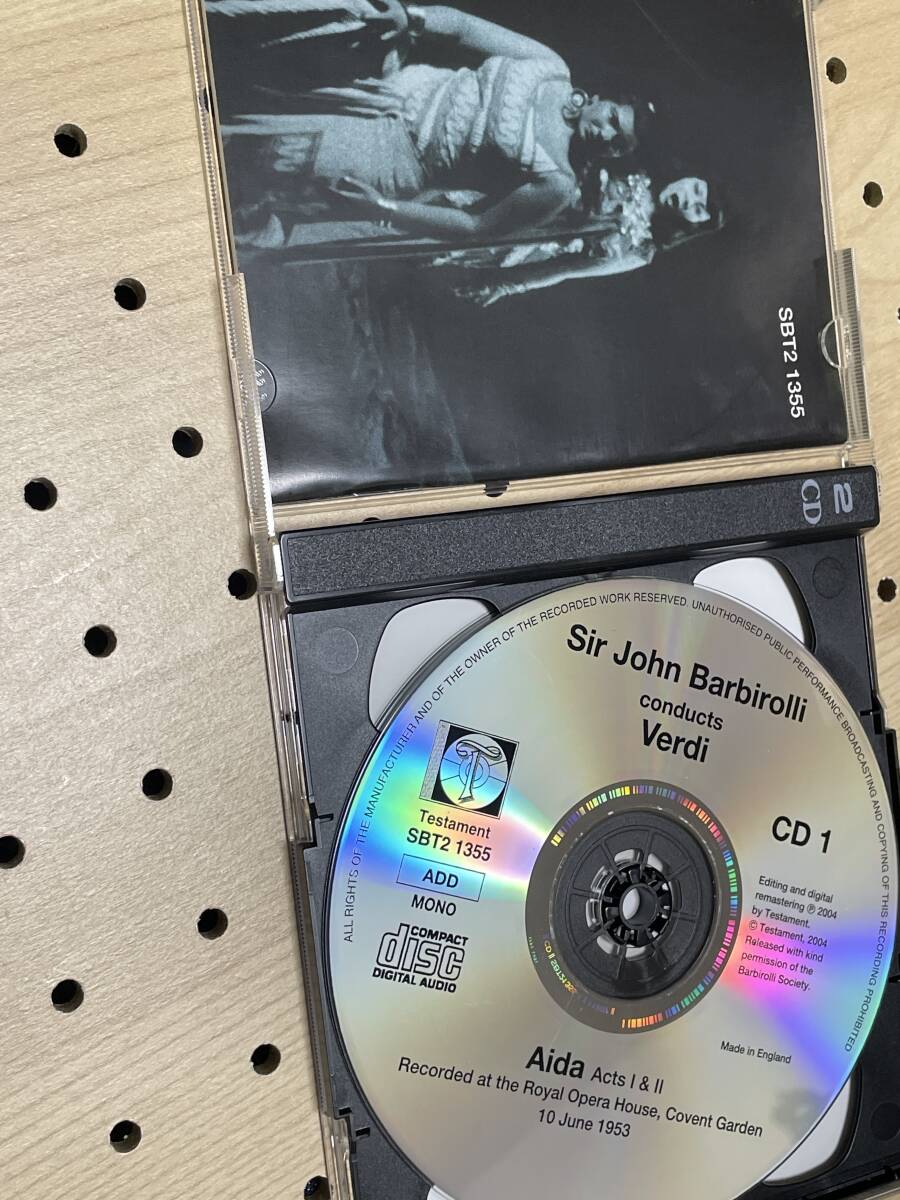 SBT2 1355
2
CD
ALL RIGHTS OF THE MANUFACTURER AND OF THE OWNER OF THE RECORDED WORK RESERVED. UNAUTHORISED PUBLIC PERFORMANCE BROADCASTING AND COPYING OF THIS RECORDING PROHIBITED
Sir John Barbirolli
conducts
Verdi
Testament
SBT2 1355
ADD
MONO
COMPACT
disc
DIGITAL AUDIO
CD 1
Editing and digital
remastering ℗ 2004
by Testament.
© Testament, 2004
Released with kind
permission of the
Barbirolli Society.
Made in England
Aida Acts I & II
Recorded at the Royal Opera House, Covent Garden
10 June 1953